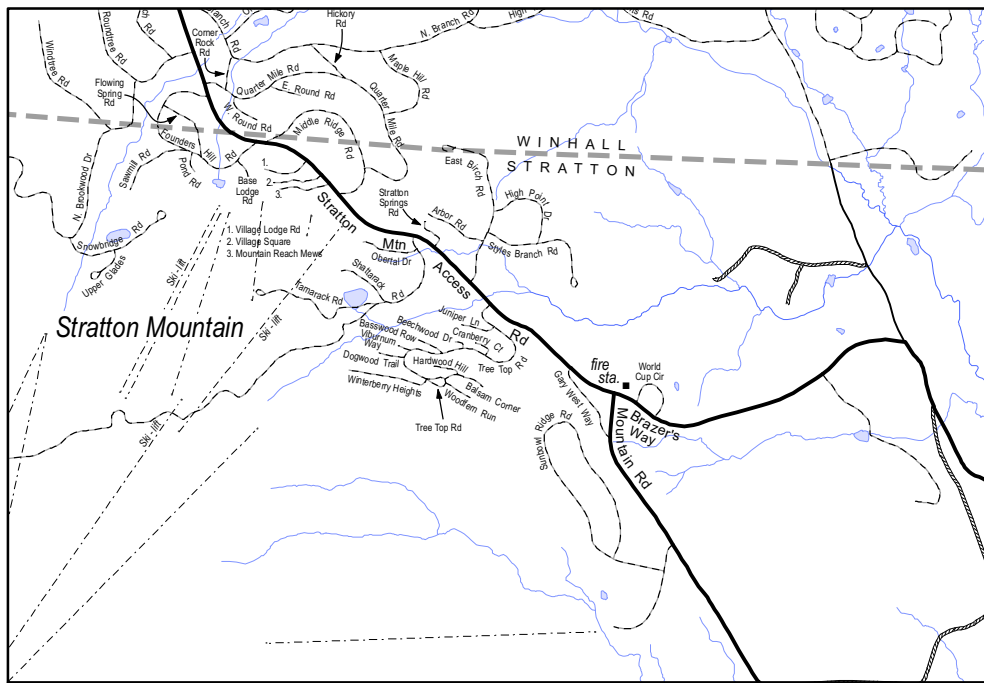 Hickory
Rd
Branch
Rd
N. Branch Rd
High
Rd
Roundtree Rd
Windtree Rd
Corner
Rock
Rd
Quarter Mile Rd
Maple Hill Rd
E. Round Rd
Quarter Mile Rd
Flowing
Spring
Rd
W. Round Rd
Middle Ridge
Rd
WINHALL
STRATTON
Founders
Hill
Rd
Sawmill Rd
Pond Rd
N. Brookwood Dr
Base
Lodge
Rd
1.
2.
3.
East Birch Rd
High Point Dr
Stratton
Springs
Rd
Arbor Rd
Styles Branch Rd
Snowbridge Rd
Upper Glades
1. Village Lodge Rd
2. Village Square
3. Mountain Reach Mews
Stratton
Mtn
Access
Rd
Obertal Dr
Shattarack
Rd
Tamarack Rd
Ski - lift
Ski - lift
Ski - lift
Stratton Mountain
Juniper Ln
Cranberry Ct
Beechwood Dr
Basswood Row
Viburnum
Way
Tree Top
Rd
Hardwood Hill
Dogwood Trail
Winterberry Heights
Balsam Corner
Woodfern Run
Tree Top Rd
Gary West Way
fire
sta.
World
Cup Cir
Brazer's
Way
Mountain Rd
Sunbowl Ridge Rd